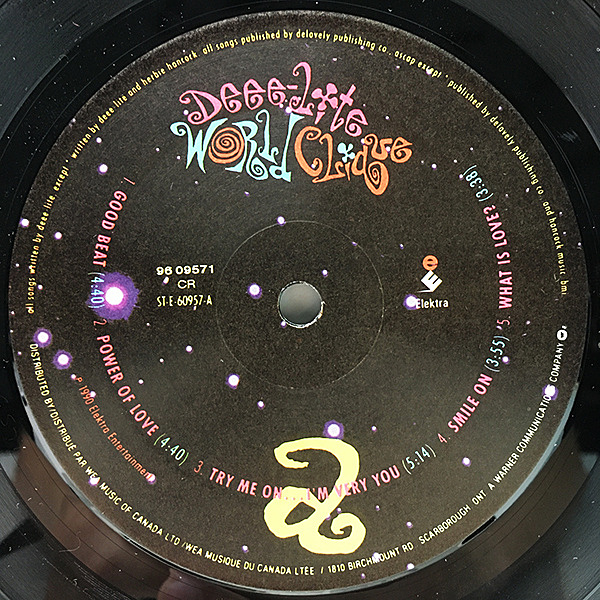 Deee-Lite
WORLD CLIQUE
all songs written by deee lite, except * written by deee lite and herbie hancock. all songs published by delovely publishing co., ascap except * published by delovely publishing co. and hancock music, bmi
96 09571
CR
ST-E-60957-A
e
E
Elektra
1. GOOD BEAT (4:40)
2. POWER OF LOVE (4:40)
3. TRY ME ON...I'M VERY YOU (5:14)
4. SMILE ON (3:55)
*5. WHAT IS LOVE? (3:38)
a
℗ 1990 Elektra Entertainment
DISTRIBUTED BY/DISTRIBUE PAR WEA MUSIC OF CANADA LTD /WEA MUSIQUE DU CANADA LTEE / 1810 BIRCHMOUNT RD SCARBOROUGH ONT. A WARNER COMMUNICATIONS COMPANY